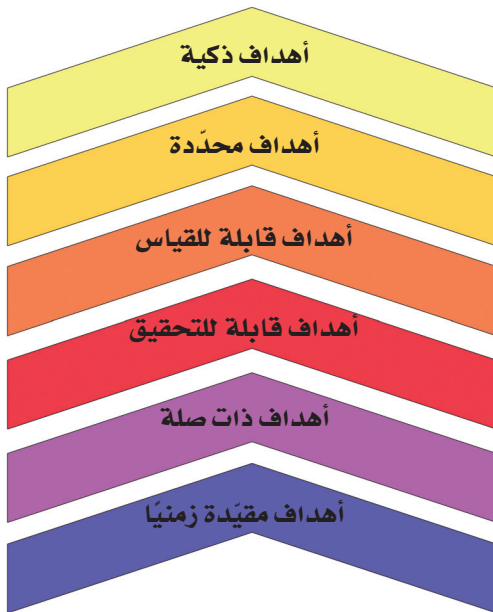 أهداف ذكية
أهداف محدّدة
أهداف قابلة للقياس
أهداف قابلة للتحقيق
أهداف ذات صلة
أهداف مقيّدة زمنيًا